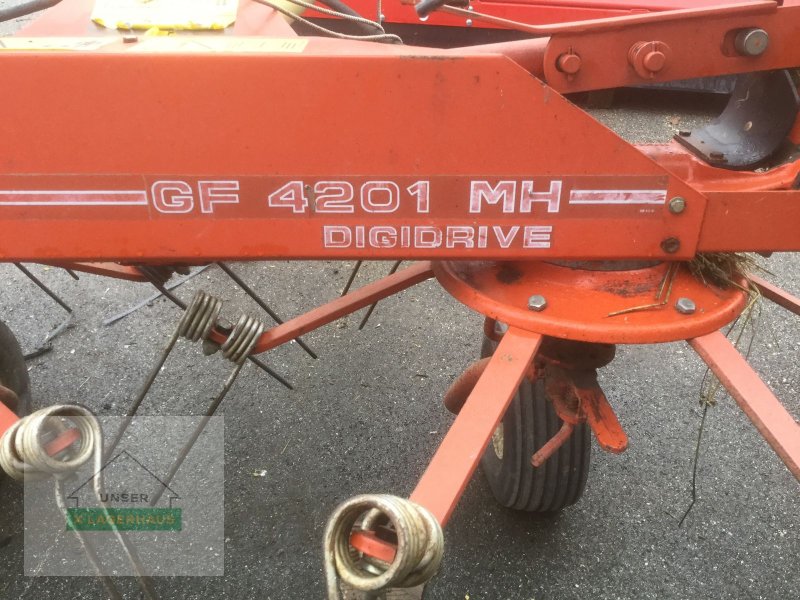 GF 4201 MH
DIGIDRIVE
UNSER
LAGERHAUS